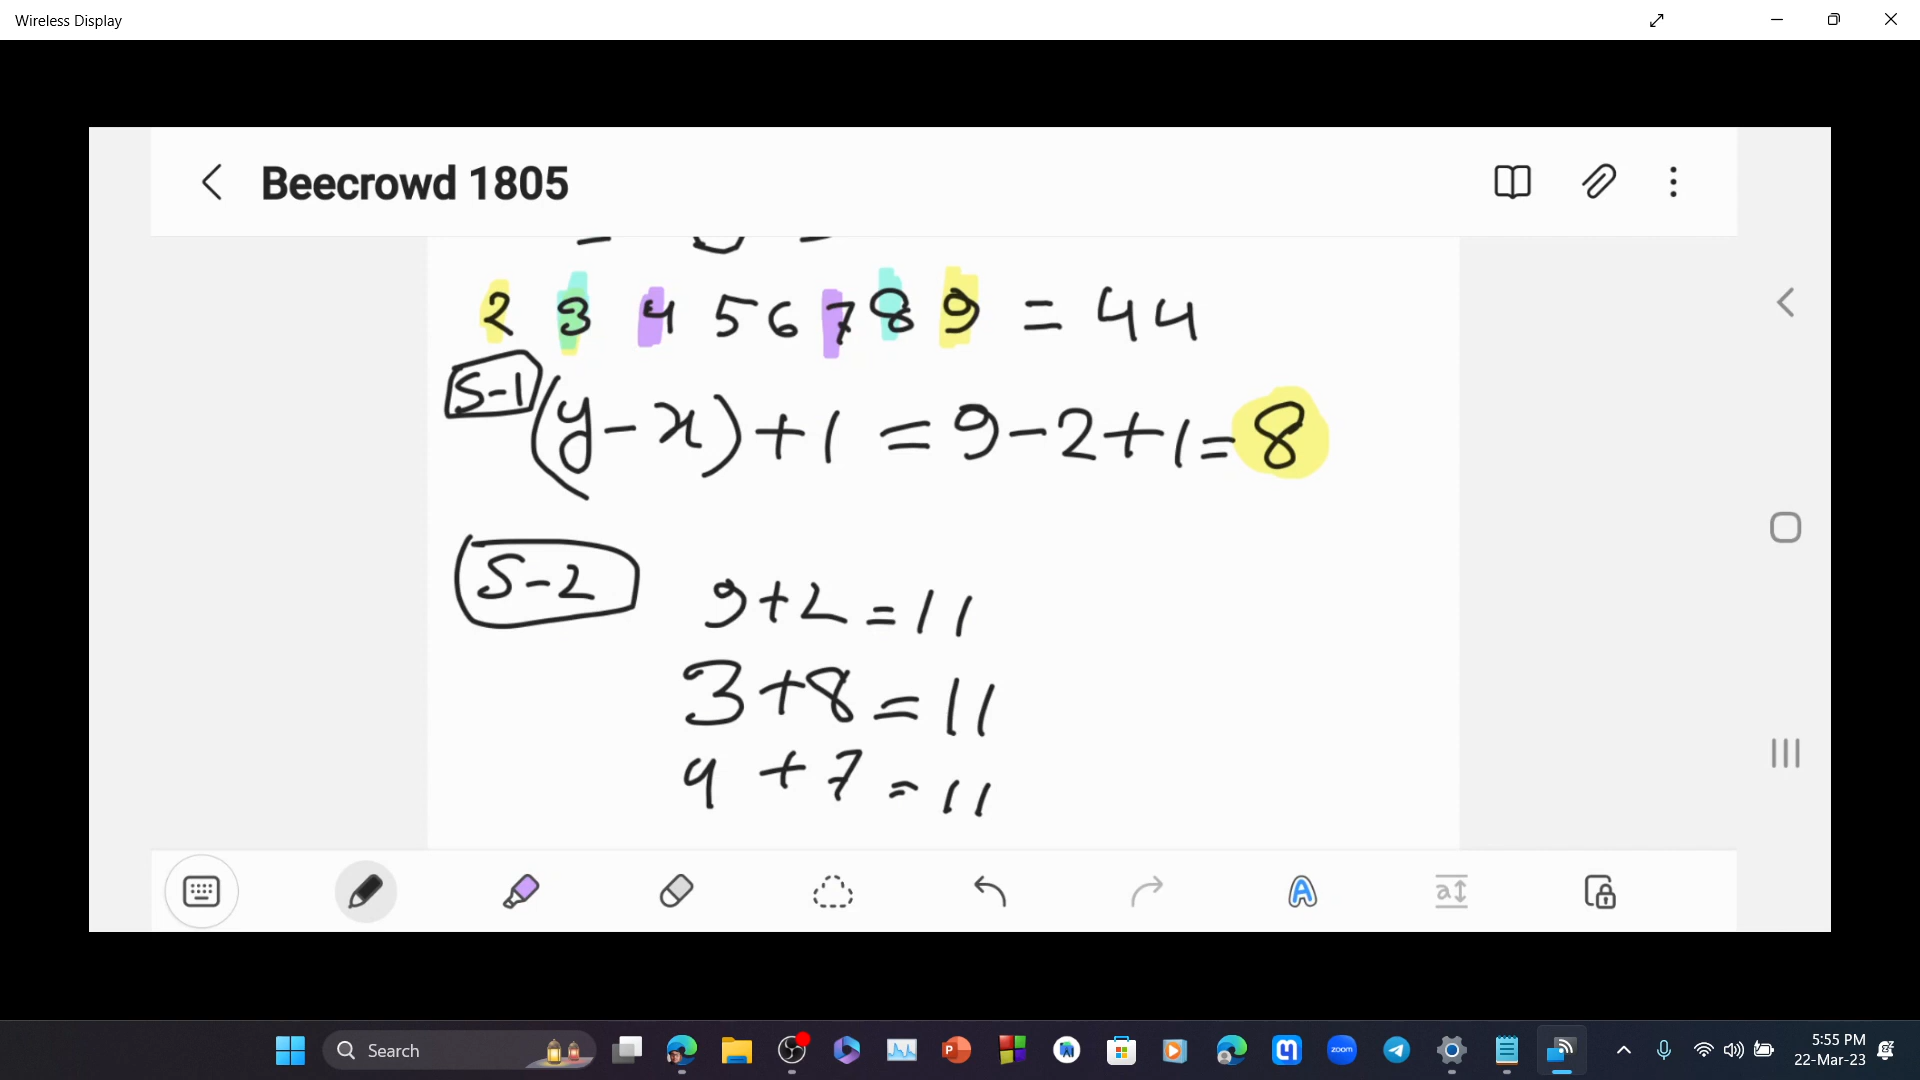 Wireless Display
Beecrowd 1805
2 3 4 5 6 7 8 9 = 44
S-1 (y-x)+1 = 9-2+1=8
S-2
9+2=11
3+8=11
4+7=11
Search
zoom
5:55 PM
22-Mar-23